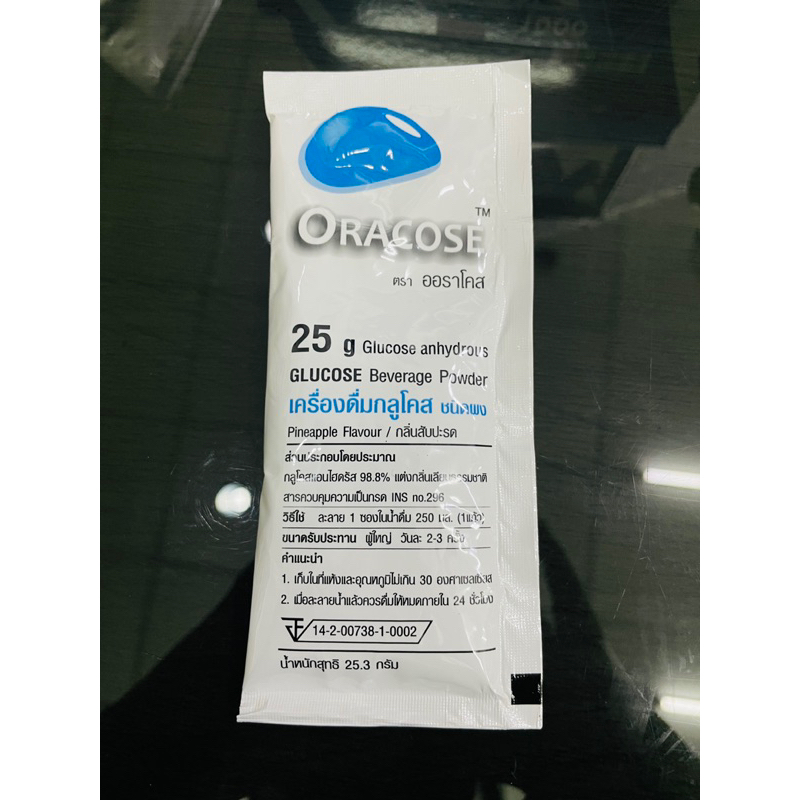 ORACOSE™
ตรา ออราโคส
25 g Glucose anhydrous
GLUCOSE Beverage Powder
เครื่องดื่มกลูโคส ชนิดผง
Pineapple Flavour / กลิ่นสับปะรด
ส่วนประกอบโดยประมาณ
กลูโคสแอนไฮดรัส 98.8% แต่งกลิ่นเลียนธรรมชาติ
สารควบคุมความเป็นกรด INS no.296
วิธีใช้ ละลาย 1 ซองในน้ำดื่ม 250 มล. (1แก้ว)
ขนาดรับประทาน ผู้ใหญ่ วันละ 2-3 ครั้ง
คำแนะนำ
1. เก็บในที่แห้งและอุณหภูมิไม่เกิน 30 องศาเซลเซียส
2. เมื่อละลายน้ำแล้วควรดื่มให้หมดภายใน 24 ชั่วโมง
14-2-00738-1-0002
น้ำหนักสุทธิ 25.3 กรัม